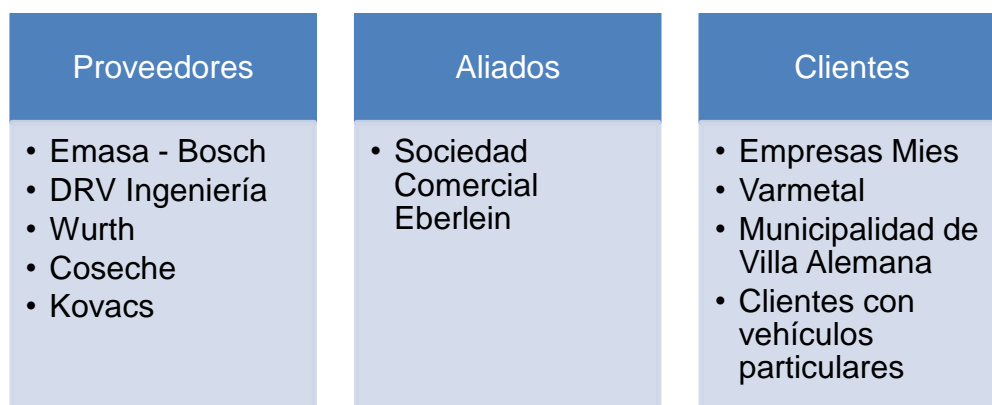 Proveedores
• Emasa - Bosch
• DRV Ingeniería
• Wurth
• Coseche
• Kovacs
Aliados
• Sociedad
Comercial
Eberlein
Clientes
• Empresas Mies
• Varmetal
• Municipalidad de
Villa Alemana
• Clientes con
vehículos
particulares